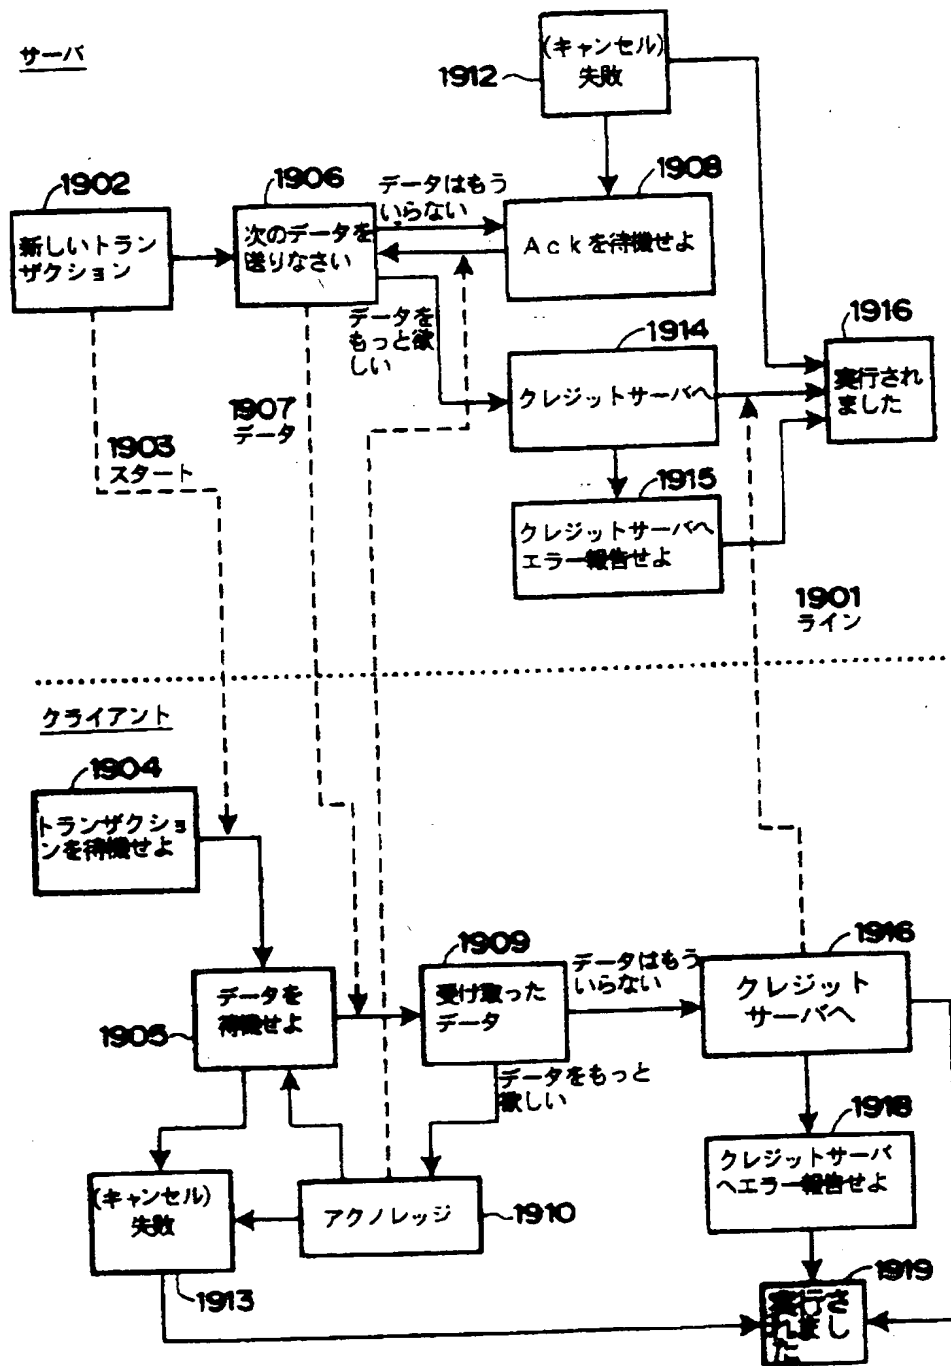 サーバ
(キャンセル)
失敗
1912
1902
新しいトラン
ザクション
1906
次のデータを
送りなさい
データはもう
いらない
1908
Ackを待機せよ
データを
もっと欲
しい
1914
クレジットサーバへ
1916
実行され
ました
1907
データ
1903
スタート
1915
クレジットサーバへ
エラー報告せよ
1901
ライン
クライアント
1904
トランザクショ
ンを待機せよ
1905
データを
待機せよ
1909
受け取った
データ
データはもう
いらない
1916
クレジット
サーバへ
データをもっと
欲しい
1918
クレジットサーバ
へエラー報告せよ
(キャンセル)
失敗
アクノレッジ
1910
1913
1919
実行さ
れまし
た